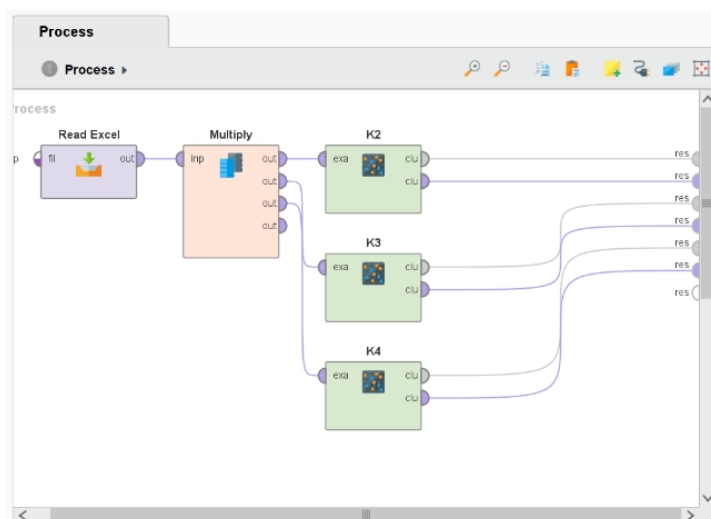 Process
Process
rocess
Read Excel
Multiply
K2
p
fil
out
inp
out
exa
clu
res
out
clu
res
out
res
out
K3
res
exa
clu
res
clu
res
res
K4
exa
clu
clu